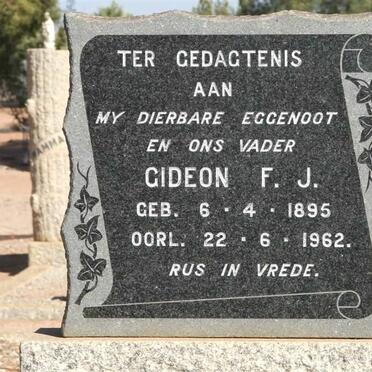 TER GEDAGTENIS
AAN
MY DIERBARE EGGENOOT
EN ONS VADER
GIDEON F. J.
GEB. 6 · 4 · 1895
OORL. 22 · 6 · 1962.
RUS IN VREDE.